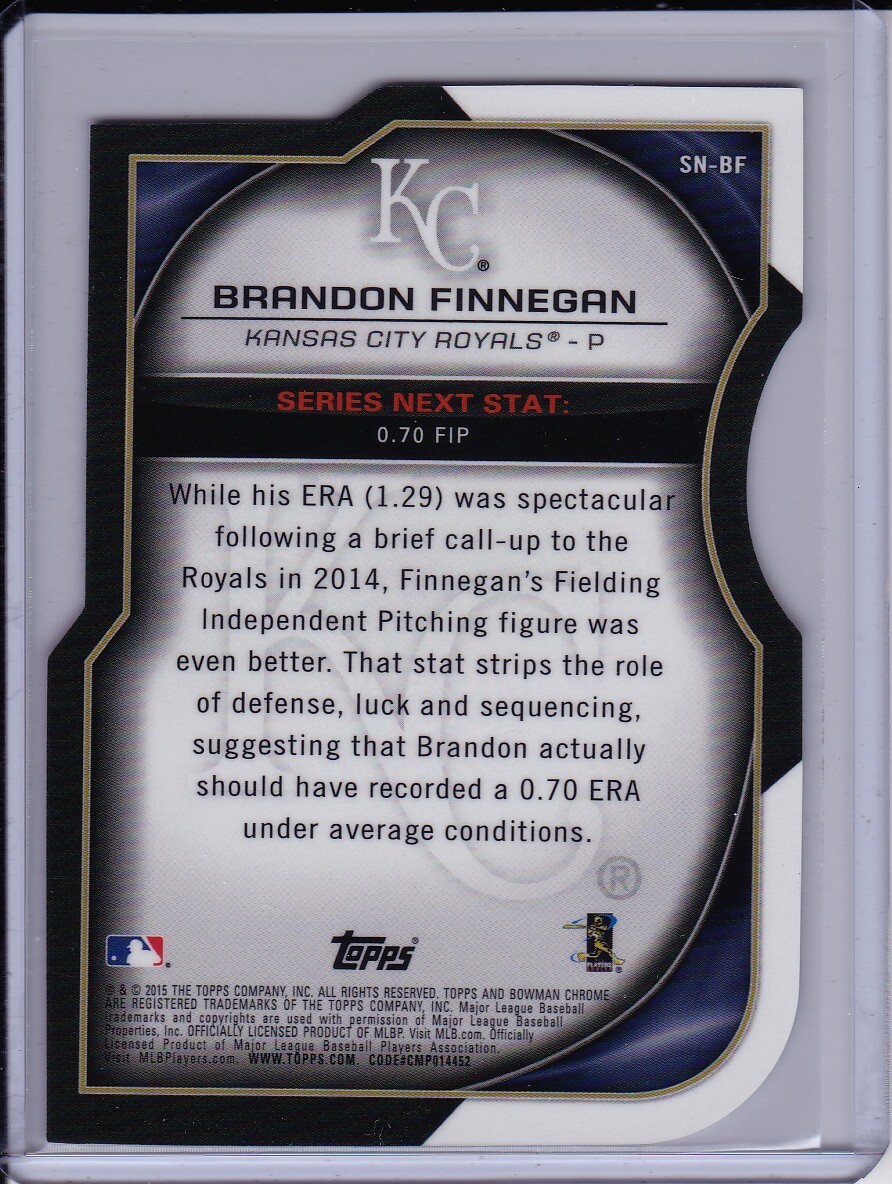 SN-BF
KC®
BRANDON FINNEGAN
KANSAS CITY ROYALS® - P
SERIES NEXT STAT:
0.70 FIP
While his ERA (1.29) was spectacular
following a brief call-up to the
Royals in 2014, Finnegan's Fielding
Independent Pitching figure was
even better. That stat strips the role
of defense, luck and sequencing,
suggesting that Brandon actually
should have recorded a 0.70 ERA
under average conditions.
®
TOPPS®
PLAYERS
® & © 2015 THE TOPPS COMPANY, INC. ALL RIGHTS RESERVED. TOPPS AND BOWMAN CHROME
ARE REGISTERED TRADEMARKS OF THE TOPPS COMPANY, INC. Major League Baseball
trademarks and copyrights are used with permission of Major League Baseball
Properties, Inc. OFFICIALLY LICENSED PRODUCT OF MLBP. Visit MLB.com. Officially
Licensed Product of Major League Baseball Players Association.
Visit MLBPlayers.com. WWW.TOPPS.COM. CODE#CMP014452